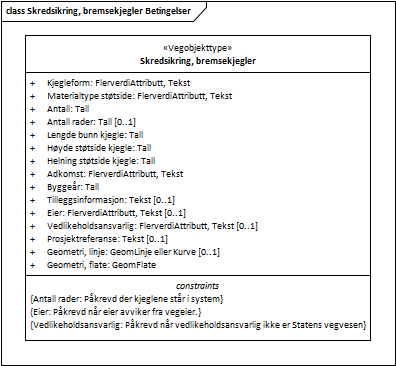 class Skredsikring, bremsekjegler Betingelser
«Vegobjekttype»
Skredsikring, bremsekjegler
+ Kjegleform: FlerverdiAttributt, Tekst
+ Materialtype støtside: FlerverdiAttributt, Tekst
+ Antall: Tall
+ Antall rader: Tall [0..1]
+ Lengde bunn kjegle: Tall
+ Høyde støtside kjegle: Tall
+ Helning støtside kjegle: Tall
+ Adkomst: FlerverdiAttributt, Tekst
+ Byggeår: Tall
+ Tilleggsinformasjon: Tekst [0..1]
+ Eier: FlerverdiAttributt, Tekst [0..1]
+ Vedlikeholdsansvarlig: FlerverdiAttributt, Tekst [0..1]
+ Prosjektreferanse: Tekst [0..1]
+ Geometri, linje: GeomLinje eller Kurve [0..1]
+ Geometri, flate: GeomFlate
constraints
{Antall rader: Påkrevd der kjeglene står i system}
{Eier: Påkrevd når eier avviker fra vegeier.}
{Vedlikeholdsansvarlig: Påkrevd når vedlikeholdsansvarlig ikke er Statens vegvesen}